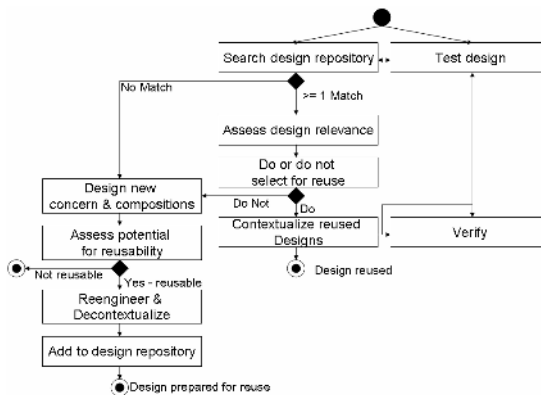 Search design repository
Test design
No Match
>= 1 Match
Assess design relevance
Do or do not
select for reuse
Design new
concern & compositions
Do Not
Do
Contextualize reused
Designs
Verify
Assess potential
for reusability
Design reused
Not reusable
Yes - reusable
Reengineer &
Decontextualize
Add to design repository
Design prepared for reuse